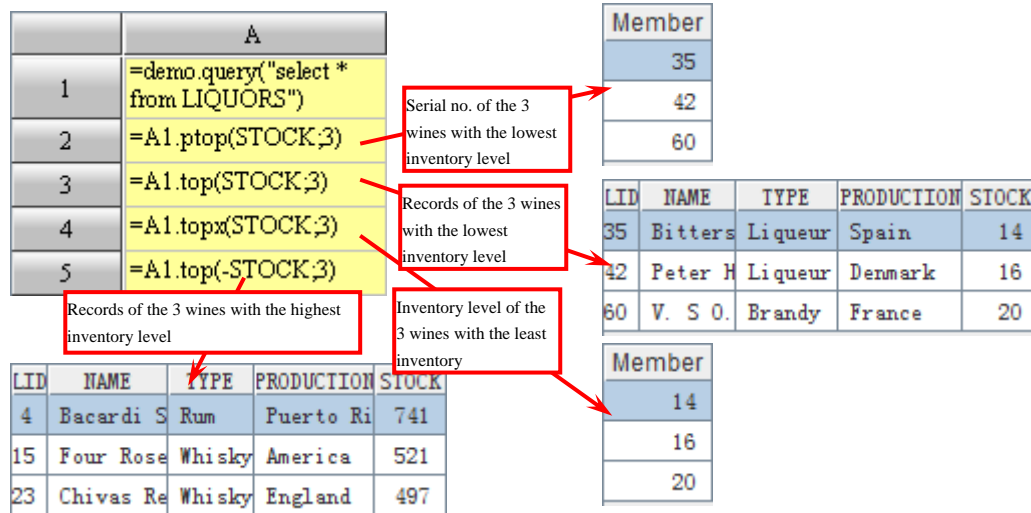 A
1 =demo.query("select *
from LIQUORS")
2 =A1.ptop(STOCK;3)
3 =A1.top(STOCK;3)
4 =A1.topx(STOCK;3)
5 =A1.top(-STOCK;3)
Serial no. of the 3
wines with the lowest
inventory level
Member
35
42
60
Records of the 3 wines
with the lowest
inventory level
LID NAME TYPE PRODUCTION STOCK
35 Bitters Liqueur Spain 14
42 Peter H Liqueur Denmark 16
60 V. S O. Brandy France 20
Records of the 3 wines with the highest
inventory level
Inventory level of the
3 wines with the least
inventory
LID NAME TYPE PRODUCTION STOCK
4 Bacardi S Rum Puerto Ri 741
15 Four Rose Whisky America 521
23 Chivas Re Whisky England 497
Member
14
16
20